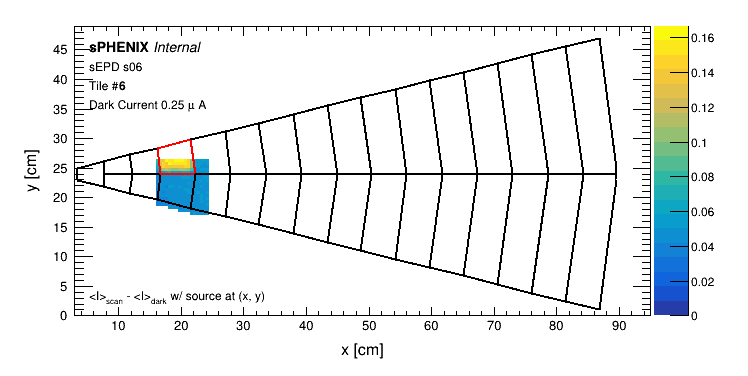 sPHENIX Internal
sEPD s06
Tile #6
Dark Current 0.25 μ A
<I>scan - <I>dark w/ source at (x, y)
y [cm]
45
40
35
30
25
20
15
10
5
0
10 20 30 40 50 60 70 80 90
x [cm]
0.16
0.14
0.12
0.1
0.08
0.06
0.04
0.02
0